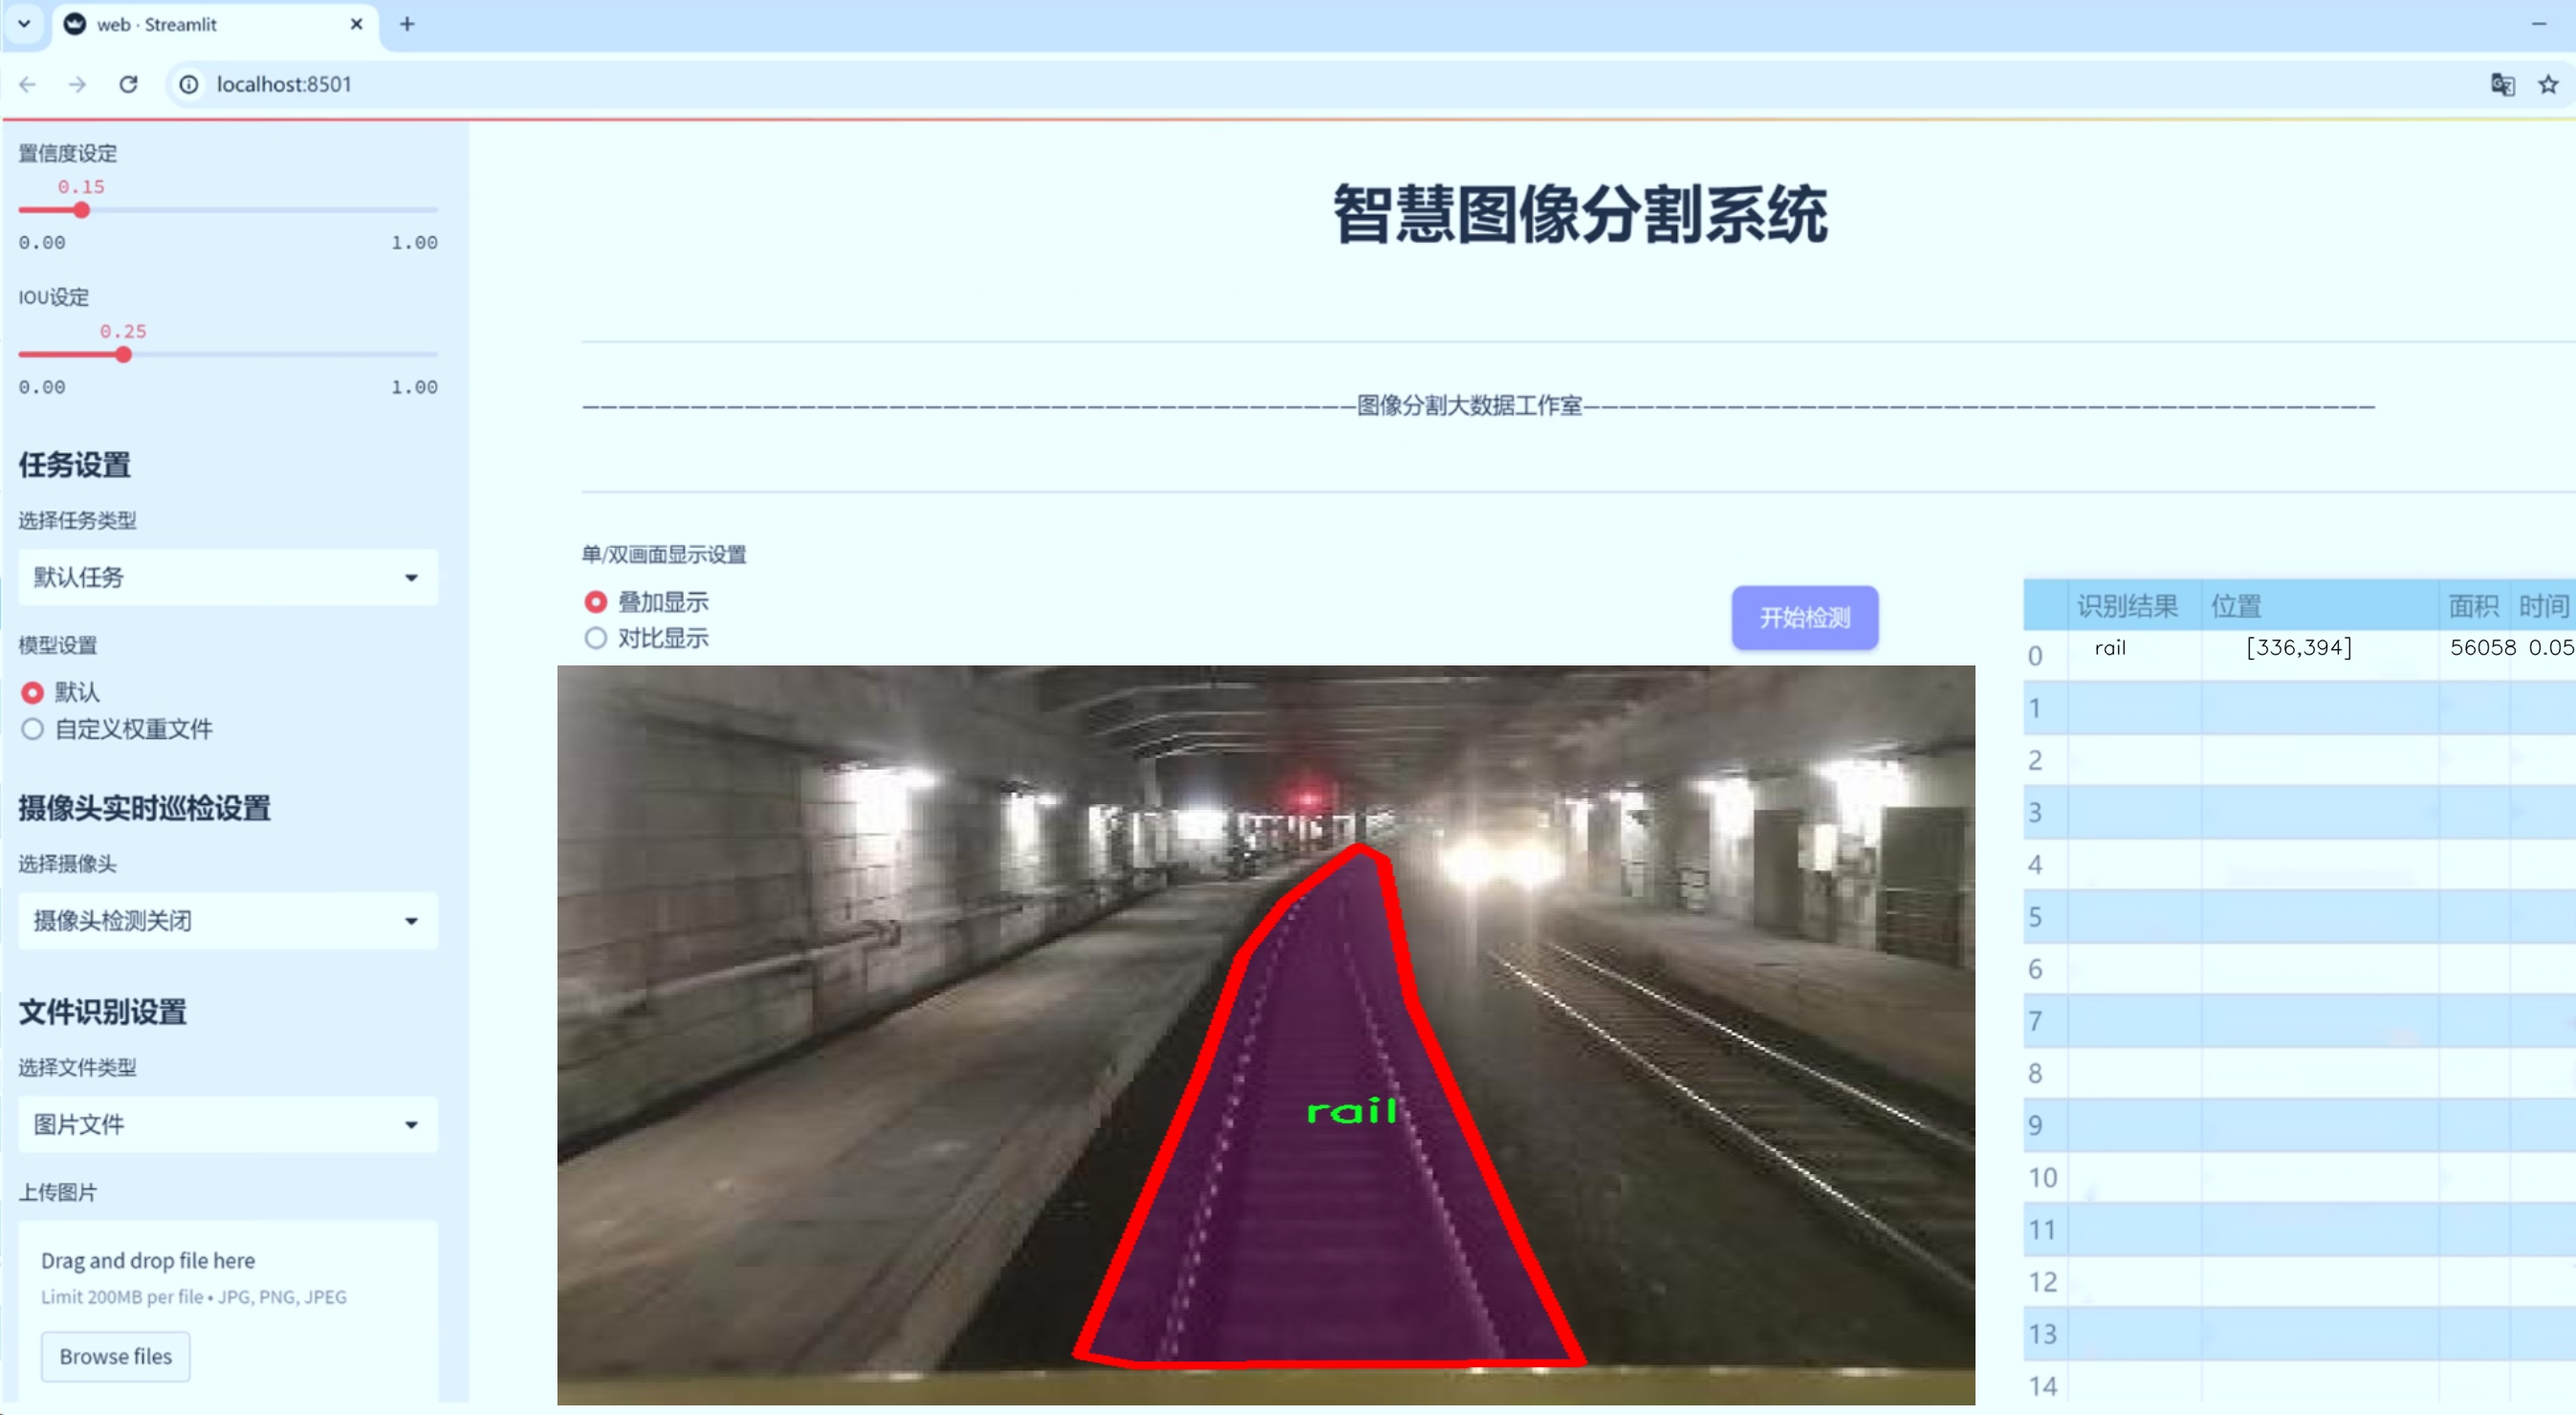 web · Streamlit
localhost:8501
置信度设定
0.15
0.00 1.00
IOU设定
0.25
0.00 1.00
任务设置
选择任务类型
默认任务
模型设置
默认
自定义权重文件
摄像头实时巡检设置
选择摄像头
摄像头检测关闭
文件识别设置
选择文件类型
图片文件
上传图片
Drag and drop file here
Limit 200MB per file • JPG, PNG, JPEG
Browse files
智慧图像分割系统
———————————————————————————————————————————图像分割大数据工作室————————————————————————————————————————————
单/双画面显示设置
叠加显示
对比显示
开始检测
rail
识别结果 位置 面积 时间
0 rail [336,394] 56058 0.05
1
2
3
4
5
6
7
8
9
10
11
12
13
14